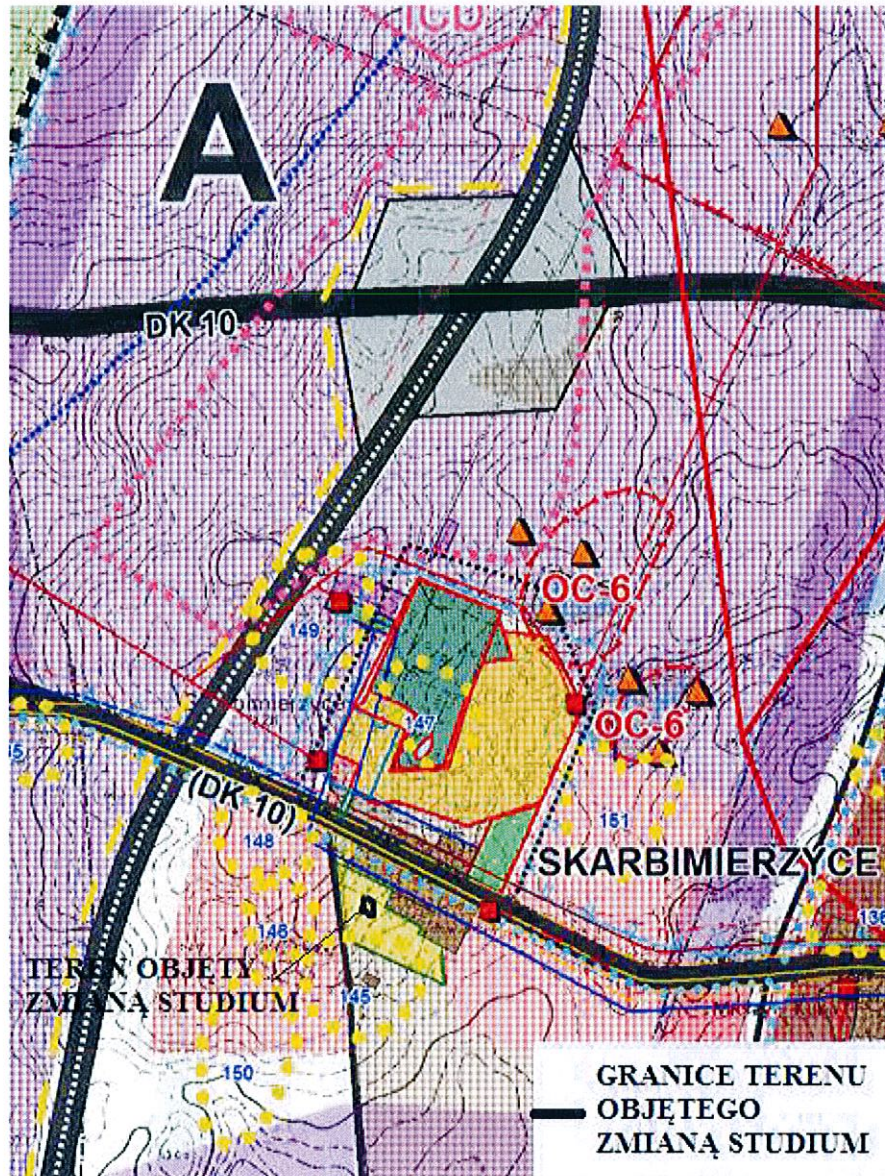 A
DK 10
OC-6
149
OC-6
147
(DK 10)
151
148
SKARBIMIERZYCE
136
146
TEREN OBJĘTY
ZMIANĄ STUDIUM
145
150
GRANICE TERENU
OBJĘTEGO
ZMIANĄ STUDIUM